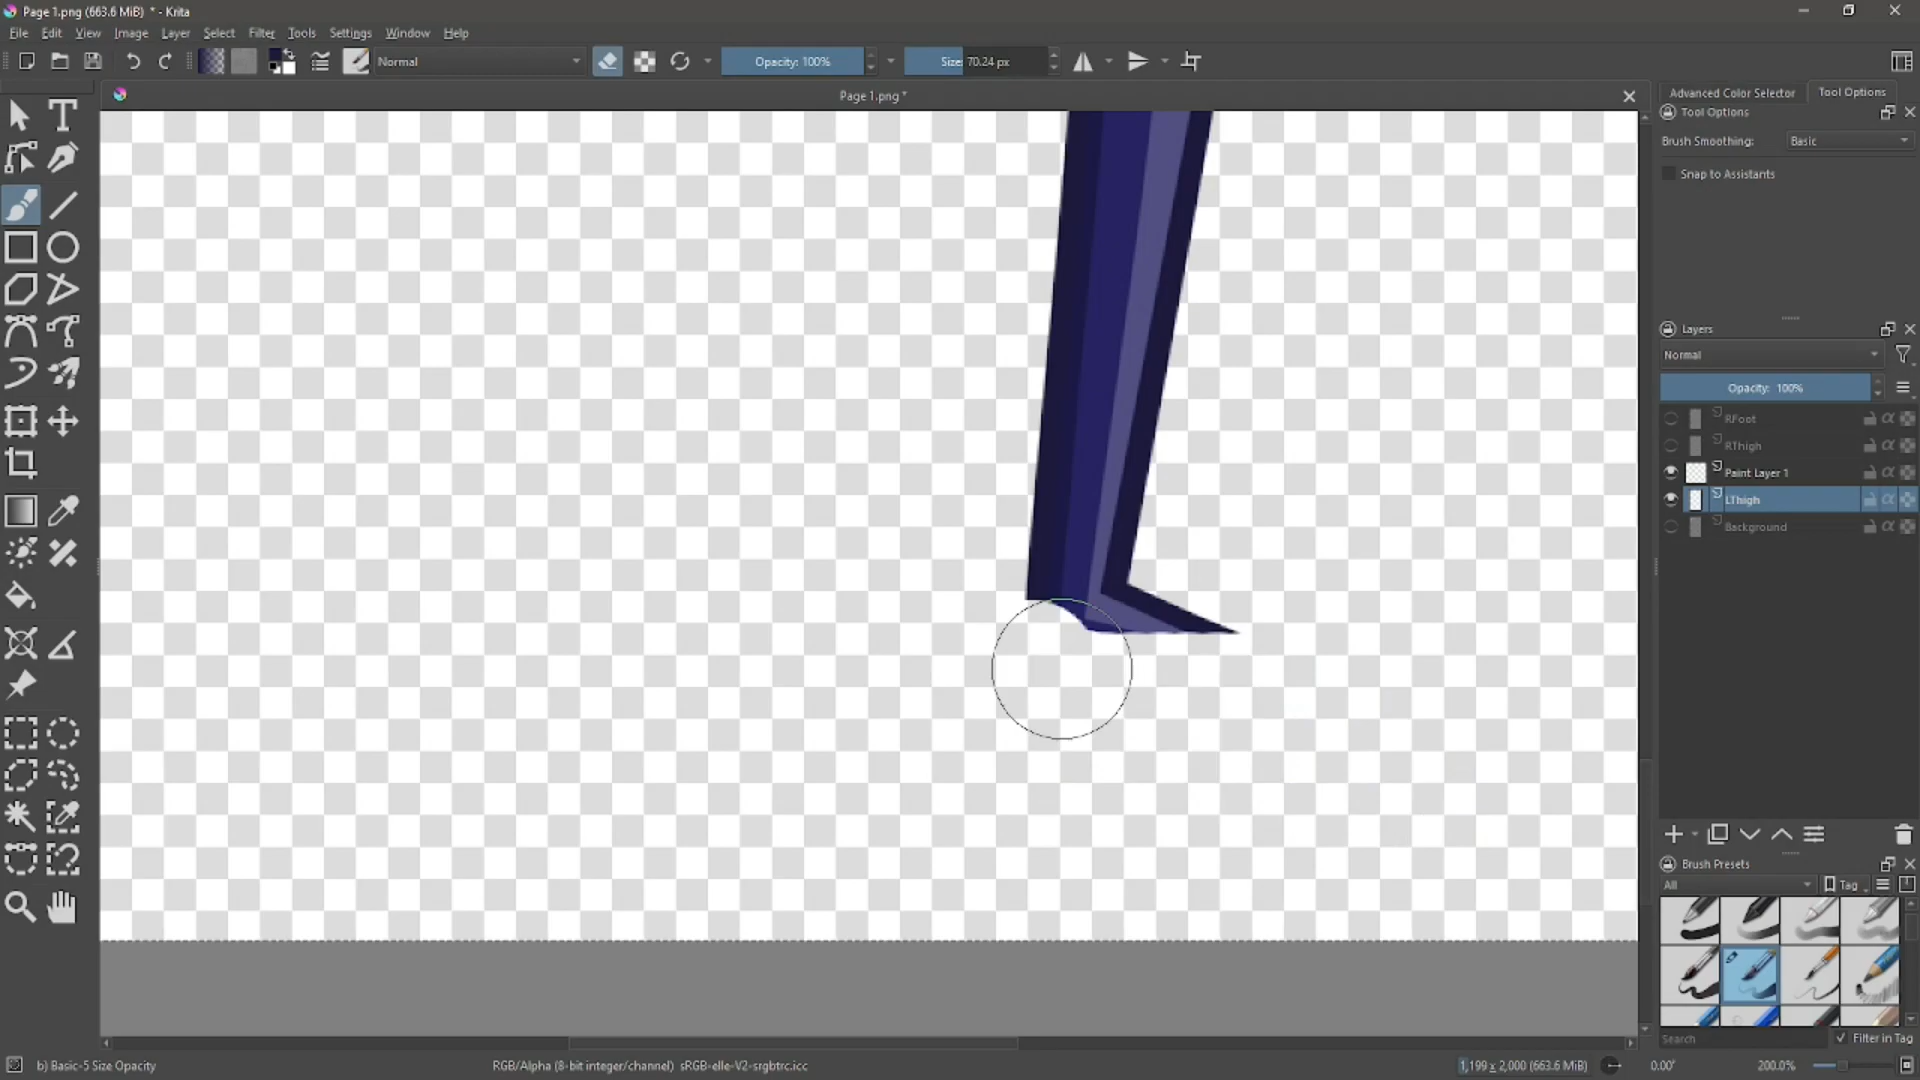 Page 1.png (663.6 MiB) * - Krita
File Edit View Image Layer Select Filter Tools Settings Window Help
Normal
Opacity: 100%
Size: 70.24 px
Page 1.png *
Advanced Color Selector
Tool Options
Tool Options
Brush Smoothing:
Basic
Snap to Assistants
Layers
Normal
Opacity: 100%
RFoot
RThigh
Paint Layer 1
LThigh
Background
Brush Presets
All
Tag
Search
Filter in Tag
b) Basic-5 Size Opacity
RGB/Alpha (8-bit integer/channel) sRGB-elle-V2-srgbtrc.icc
1,199 x 2,000 (663.6 MiB)
0.00°
200.0%